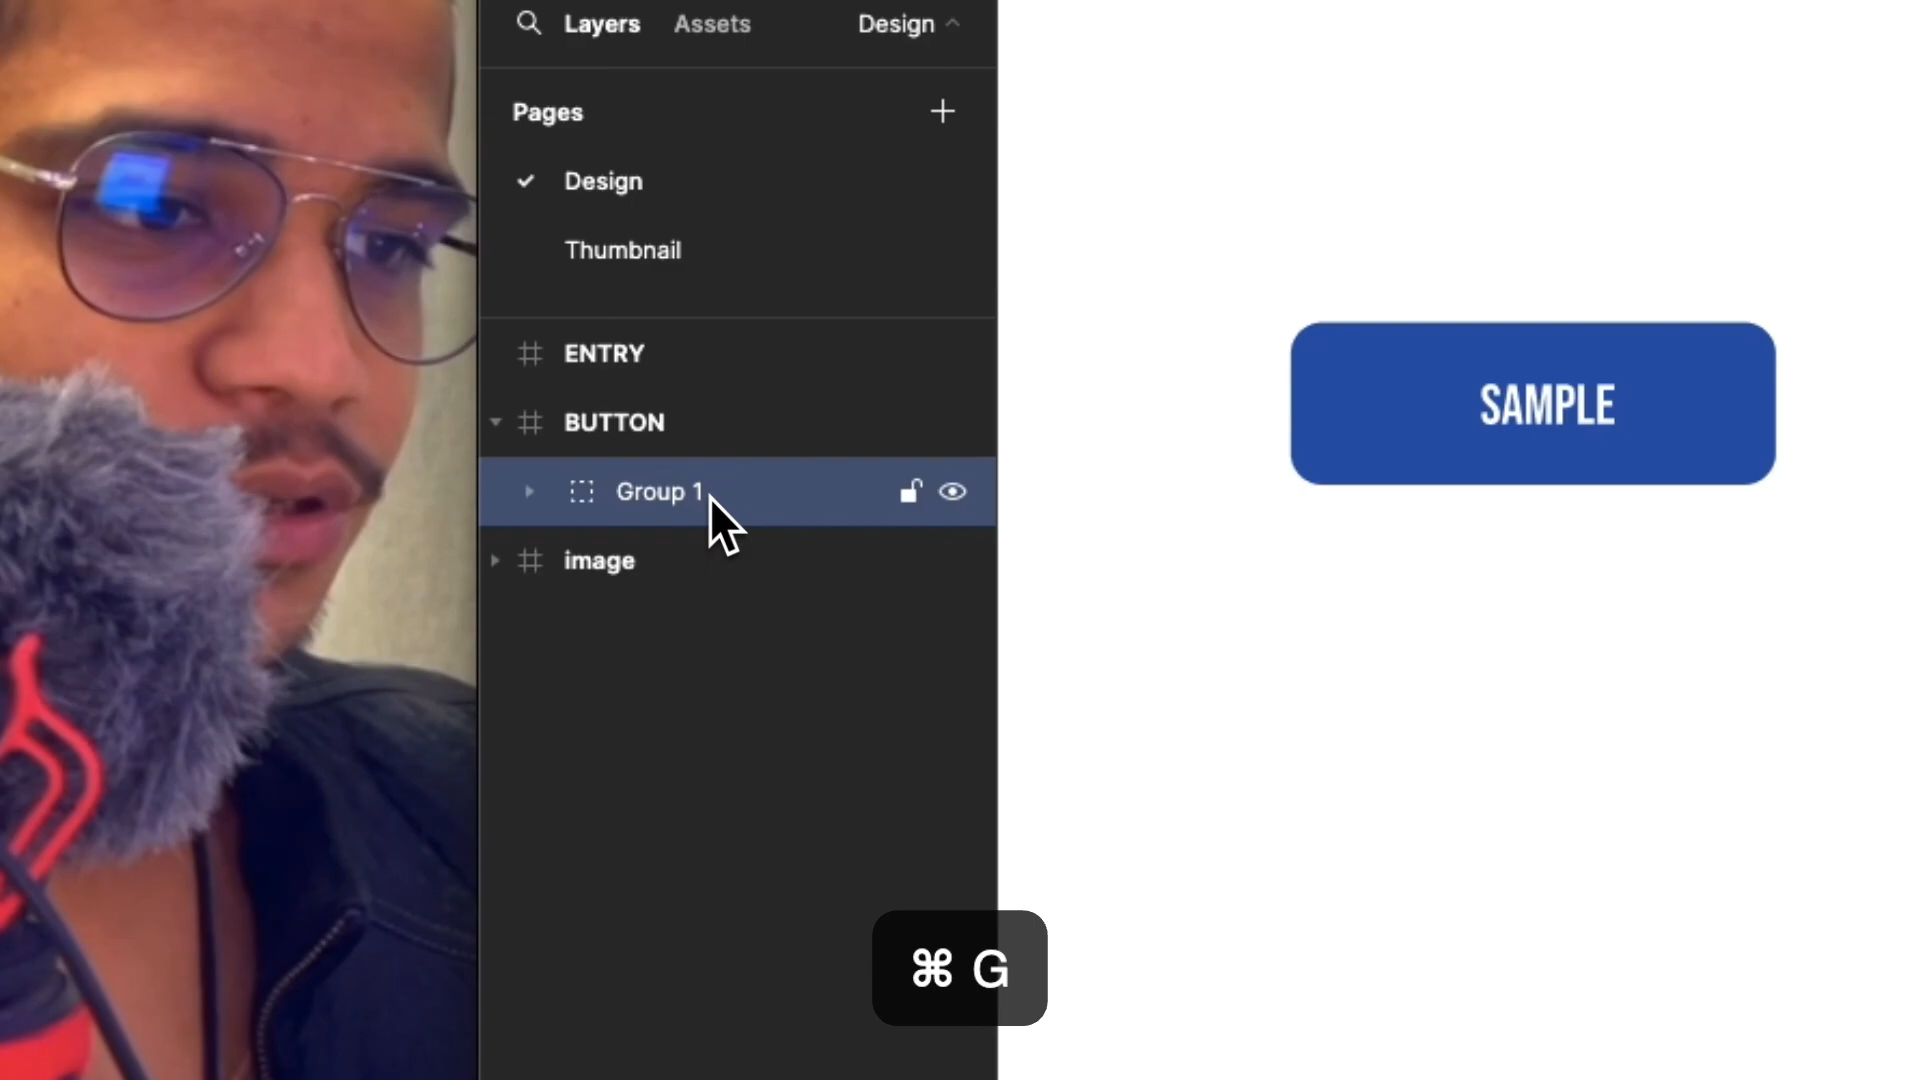 Layers Assets Design
Pages
Design
Thumbnail
ENTRY
BUTTON
Group 1
image
SAMPLE
⌘ G